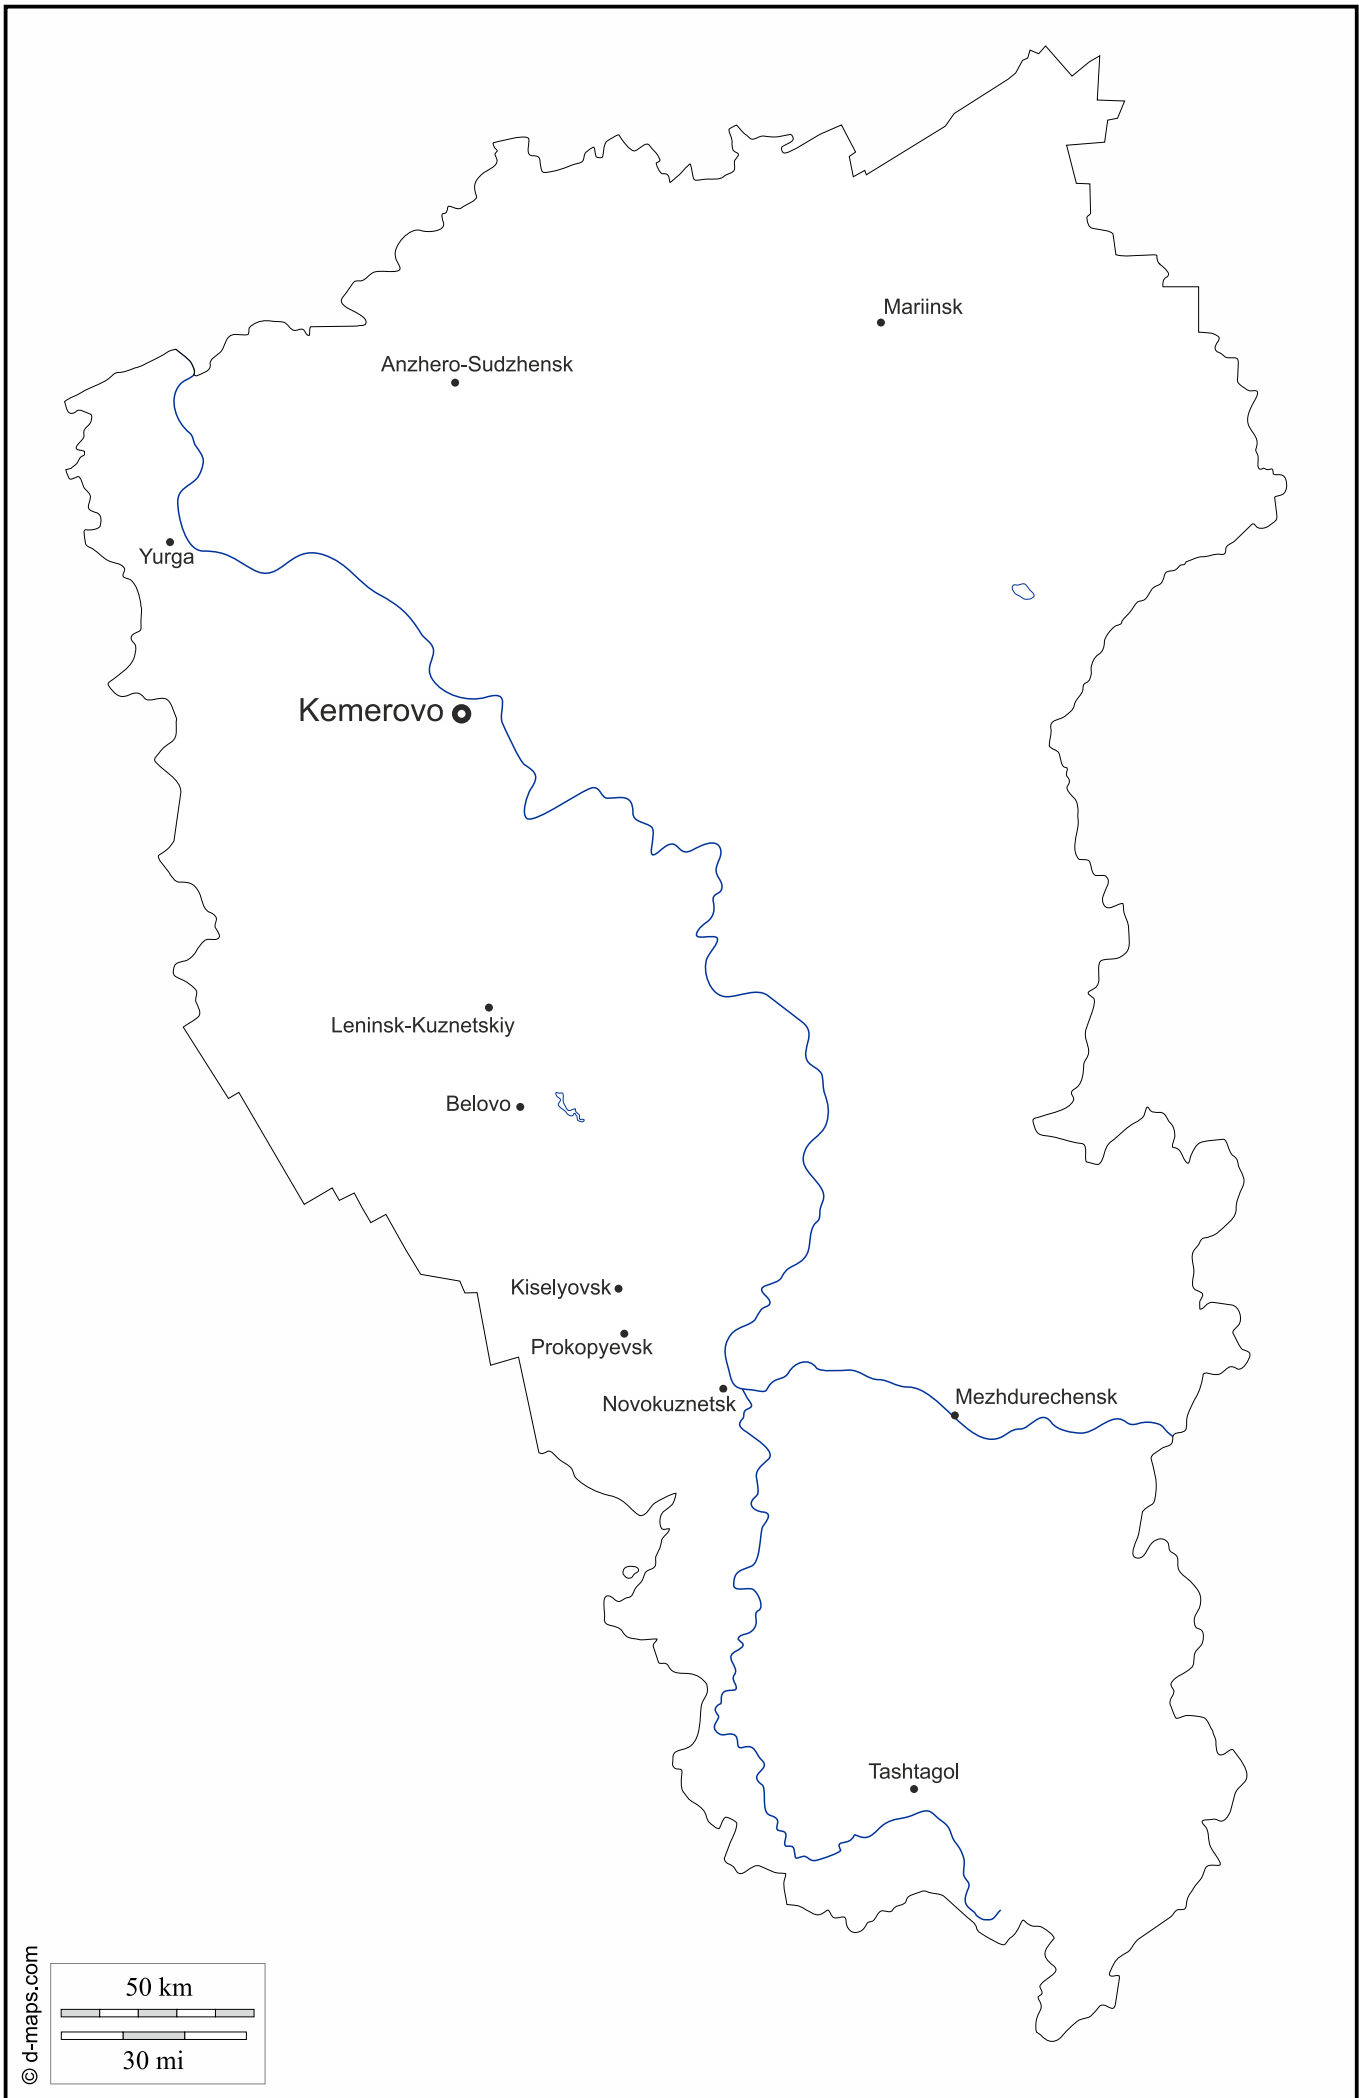 Mariinsk
Anzhero-Sudzhensk
Yurga
Kemerovo
Leninsk-Kuznetskiy
Belovo
Kiselyovsk
Prokopyevsk
Novokuznetsk
Mezhdurechensk
Tashtagol
50 km
30 mi
© d-maps.com